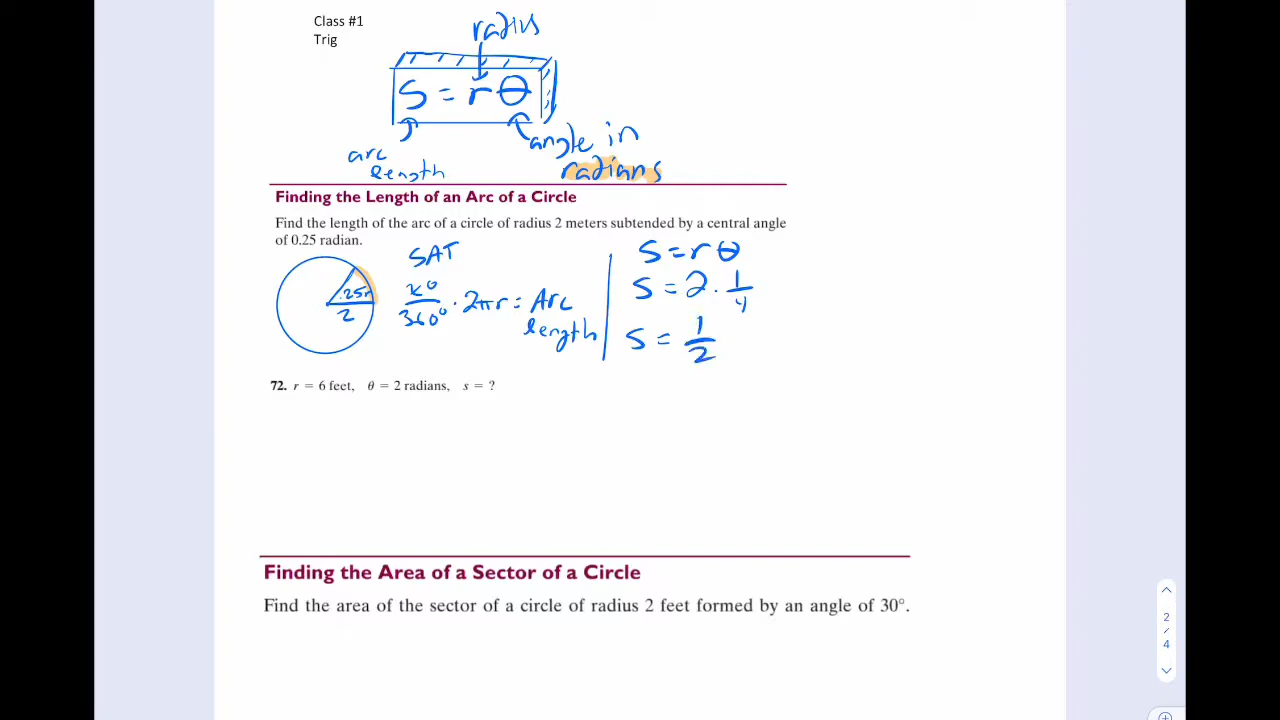 Class #1
Trig
radius
s = rθ
arc length
angle in radians
Finding the Length of an Arc of a Circle
Find the length of the arc of a circle of radius 2 meters subtended by a central angle
of 0.25 radian.
SAT
.25r
2
x°/360° · 2πr = Arc length
s = rθ
s = 2 · 1/4
s = 1/2
72. r = 6 feet, θ = 2 radians, s = ?
Finding the Area of a Sector of a Circle
Find the area of the sector of a circle of radius 2 feet formed by an angle of 30°.
2
/
4